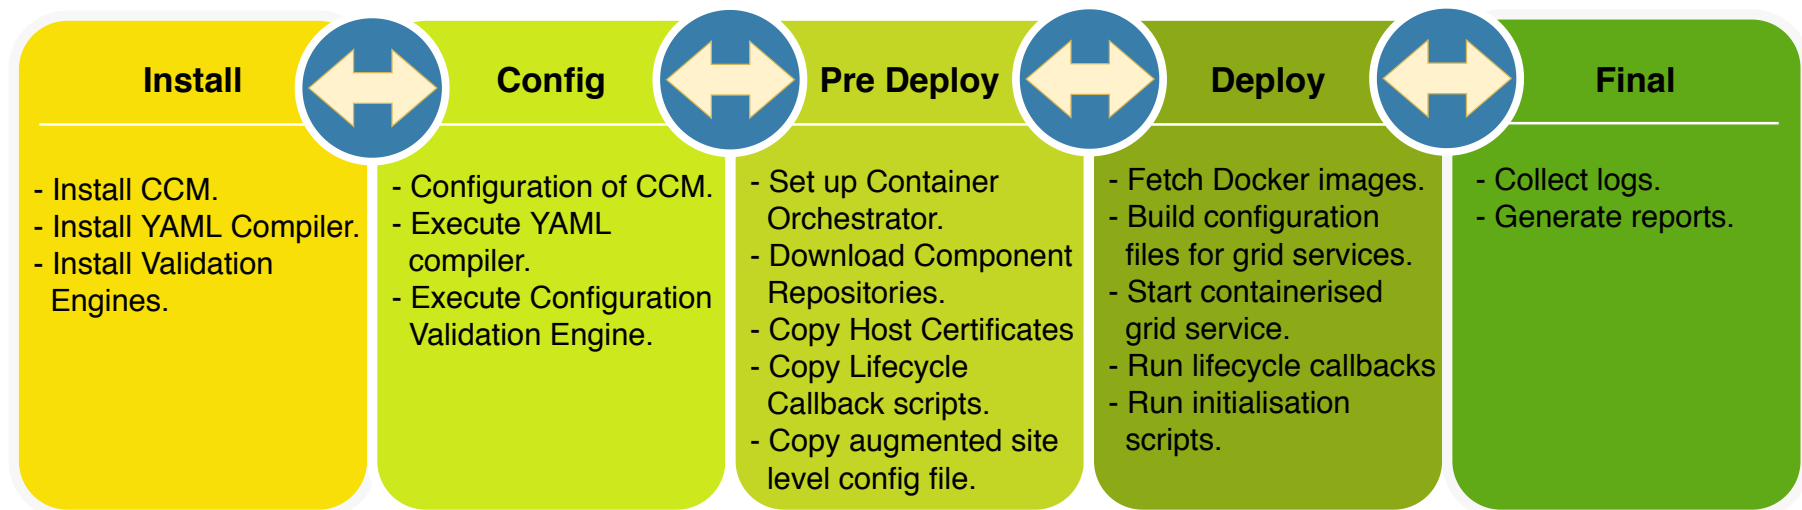 Install
- Install CCM.
- Install YAML Compiler.
- Install Validation
Engines.
Config
- Configuration of CCM.
- Execute YAML
compiler.
- Execute Configuration
Validation Engine.
Pre Deploy
- Set up Container
Orchestrator.
- Download Component
Repositories.
- Copy Host Certificates
- Copy Lifecycle
Callback scripts.
- Copy augmented site
level config file.
Deploy
- Fetch Docker images.
- Build configuration
files for grid services.
- Start containerised
grid service.
- Run lifecycle callbacks
- Run initialisation
scripts.
Final
- Collect logs.
- Generate reports.